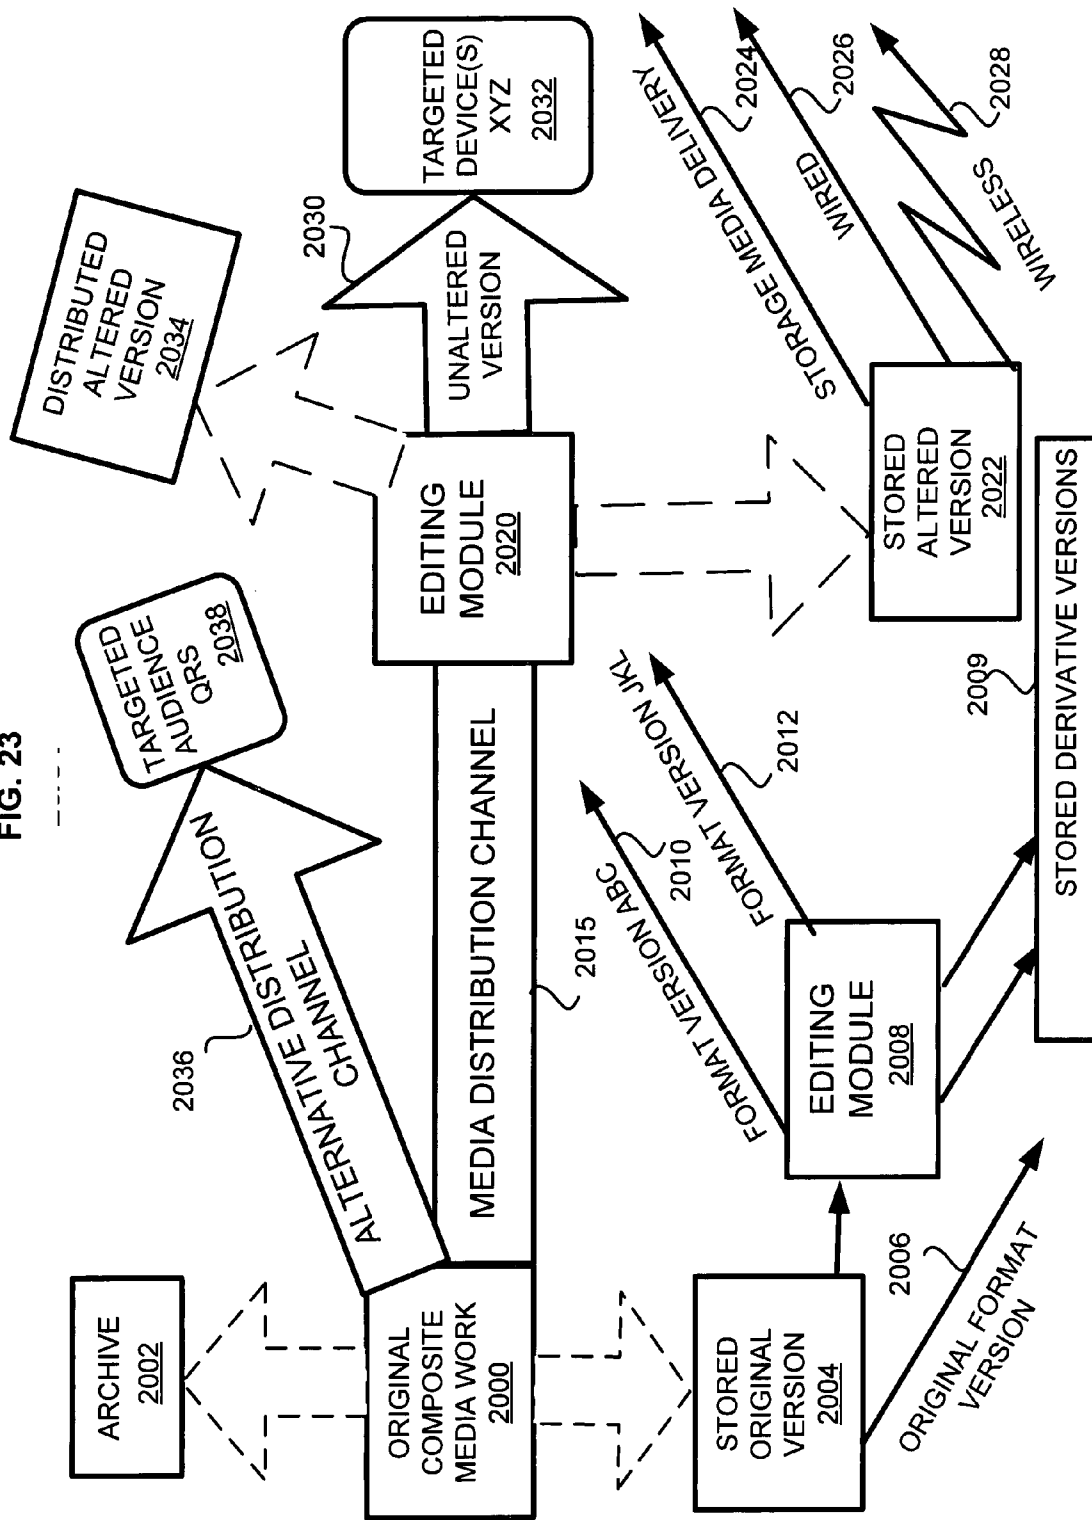 FIG. 23
ARCHIVE
2002
ORIGINAL
COMPOSITE
MEDIA WORK
2000
STORED
ORIGINAL
VERSION
2004
ORIGINAL FORMAT
VERSION
2006
ALTERNATIVE DISTRIBUTION
CHANNEL
2036
TARGETED
AUDIENCE
QRS
2038
MEDIA DISTRIBUTION CHANNEL
2015
EDITING
MODULE
2008
FORMAT VERSION ABC
2010
FORMAT VERSION JKL
2012
STORED DERIVATIVE VERSIONS
2009
EDITING
MODULE
2020
DISTRIBUTED
ALTERED
VERSION
2034
UNALTERED
VERSION
2030
TARGETED
DEVICE(S)
XYZ
2032
STORED
ALTERED
VERSION
2022
STORAGE MEDIA DELIVERY
2024
WIRED
2026
WIRELESS
2028